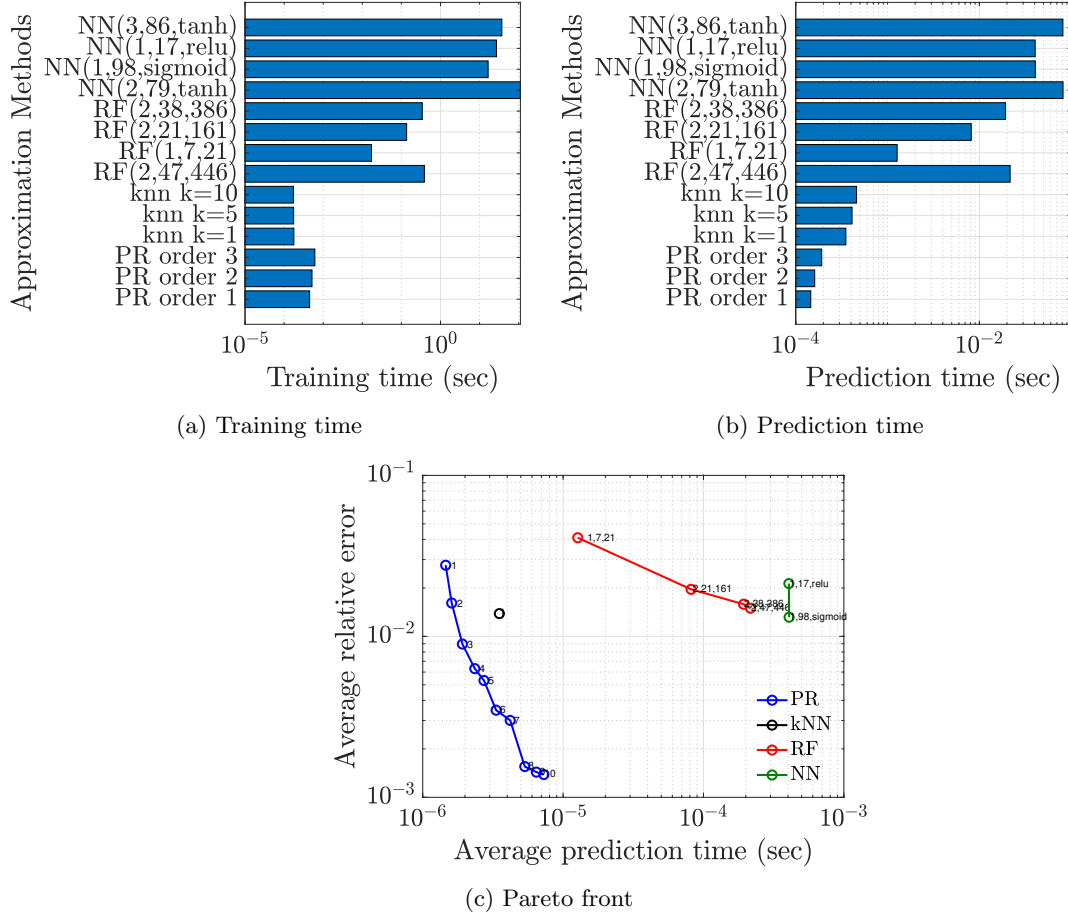 Approximation Methods
NN(3,86,tanh)
NN(1,17,relu)
NN(1,98,sigmoid)
NN(2,79,tanh)
RF(2,38,386)
RF(2,21,161)
RF(1,7,21)
RF(2,47,446)
knn k=10
knn k=5
knn k=1
PR order 3
PR order 2
PR order 1
10^-5 10^0
Training time (sec)
(a) Training time
Approximation Methods
NN(3,86,tanh)
NN(1,17,relu)
NN(1,98,sigmoid)
NN(2,79,tanh)
RF(2,38,386)
RF(2,21,161)
RF(1,7,21)
RF(2,47,446)
knn k=10
knn k=5
knn k=1
PR order 3
PR order 2
PR order 1
10^-4 10^-2
Prediction time (sec)
(b) Prediction time
Average relative error
10^-1
10^-2
10^-3
1
2
3
4
5
6
7
8
10
1,7,21
2,21,161
2,47,446
1,17,relu
1,98,sigmoid
PR
kNN
RF
NN
10^-6 10^-5 10^-4 10^-3
Average prediction time (sec)
(c) Pareto front